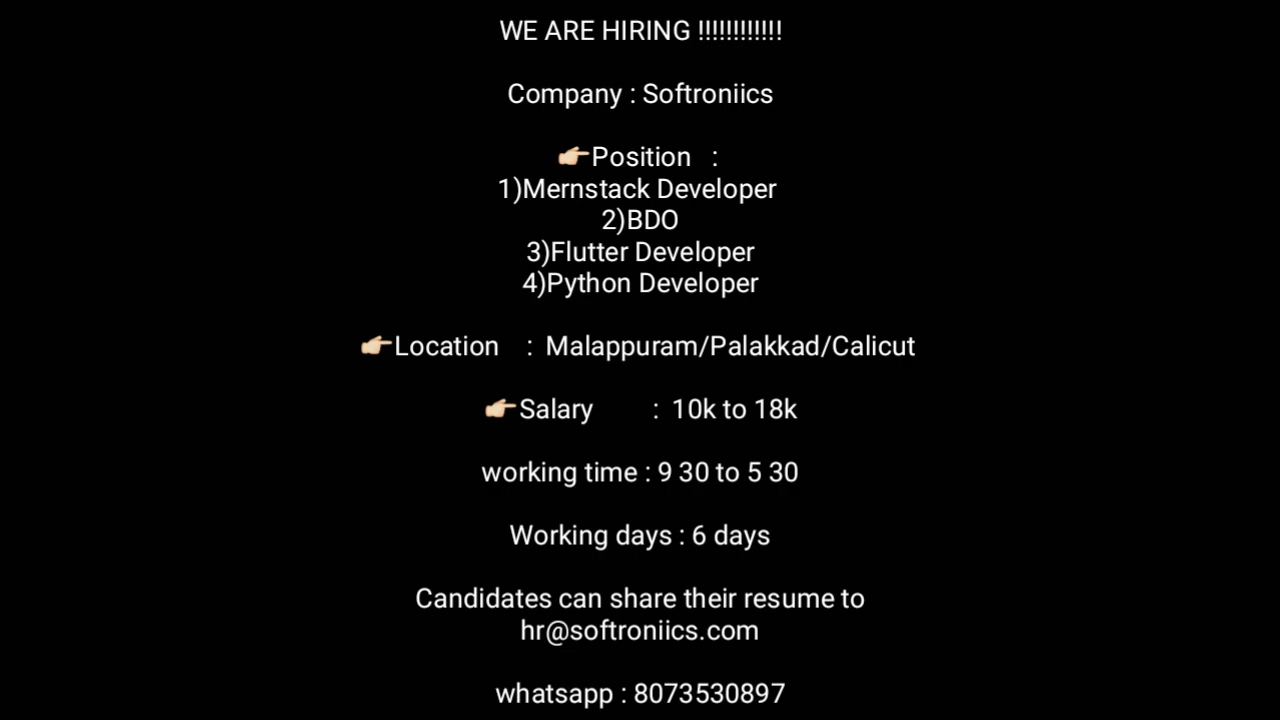 WE ARE HIRING !!!!!!!!!!!!
Company : Softroniics
👉🏻Position :
1)Mernstack Developer
2)BDO
3)Flutter Developer
4)Python Developer
👉🏻Location : Malappuram/Palakkad/Calicut
👉🏻Salary : 10k to 18k
working time : 9 30 to 5 30
Working days : 6 days
Candidates can share their resume to
hr@softroniics.com
whatsapp : 8073530897